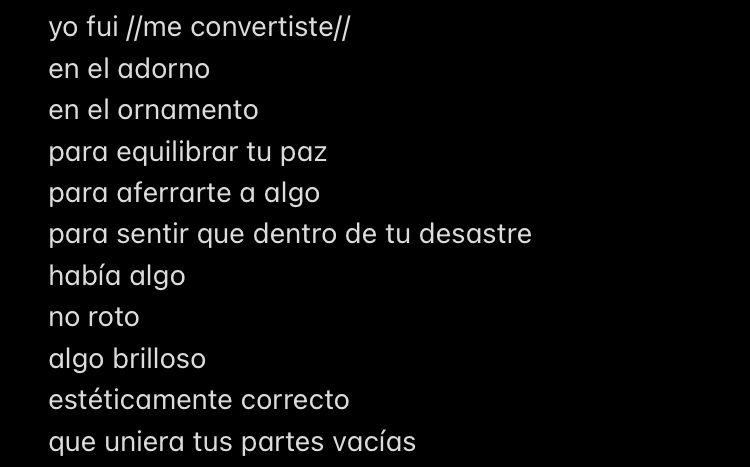 yo fui //me convertiste//
en el adorno
en el ornamento
para equilibrar tu paz
para aferrarte a algo
para sentir que dentro de tu desastre
había algo
no roto
algo brilloso
estéticamente correcto
que uniera tus partes vacías